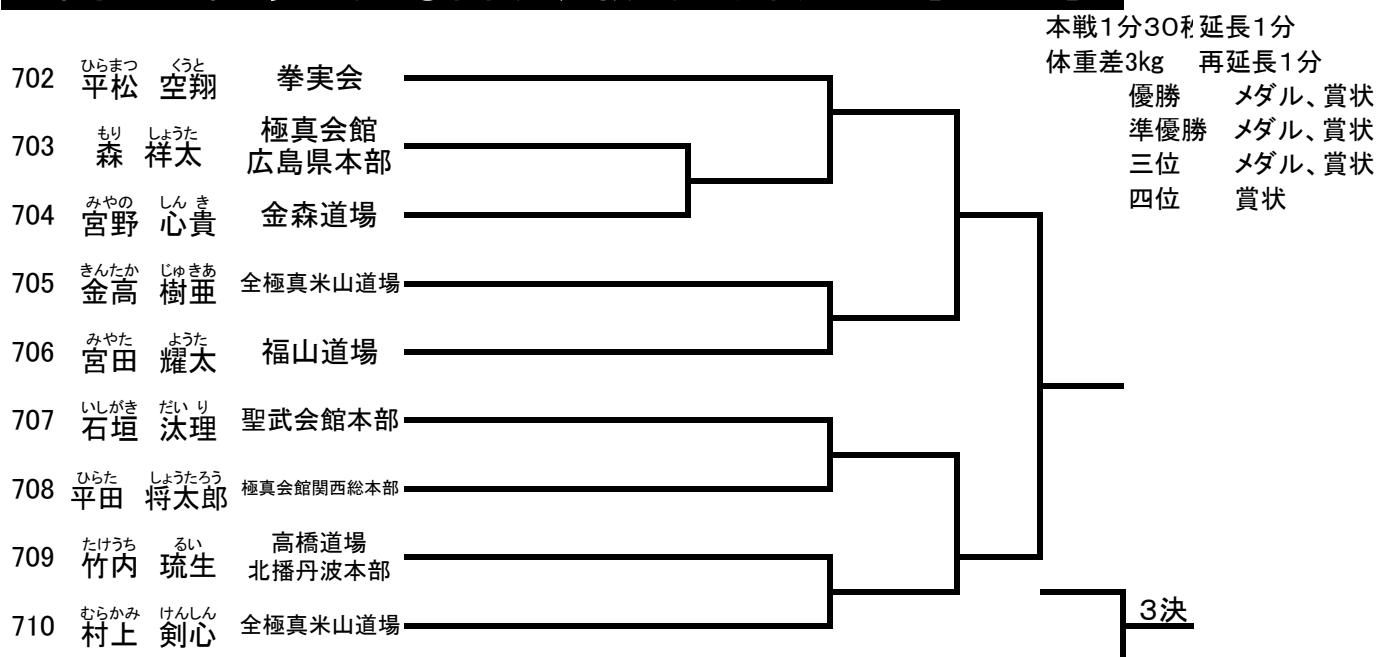 本戦1分30秒 延長1分
体重差3kg 再延長1分
優勝 メダル、賞状
準優勝 メダル、賞状
三位 メダル、賞状
四位 賞状
ひらまつ くうと
702 平松 空翔 拳実会
もり しょうた
703 森 祥太 極真会館
広島県本部
みやの しんき
704 宮野 心貴 金森道場
きんたか じゅきあ
705 金高 樹亜 全極真米山道場
みやた ようた
706 宮田 耀太 福山道場
いしがき だいり
707 石垣 汰理 聖武会館本部
ひらた しょうたろう
708 平田 将太郎 極真会館関西総本部
たけうち るい
709 竹内 琉生 高橋道場
北播丹波本部
むらかみ けんしん
710 村上 剣心 全極真米山道場
3決